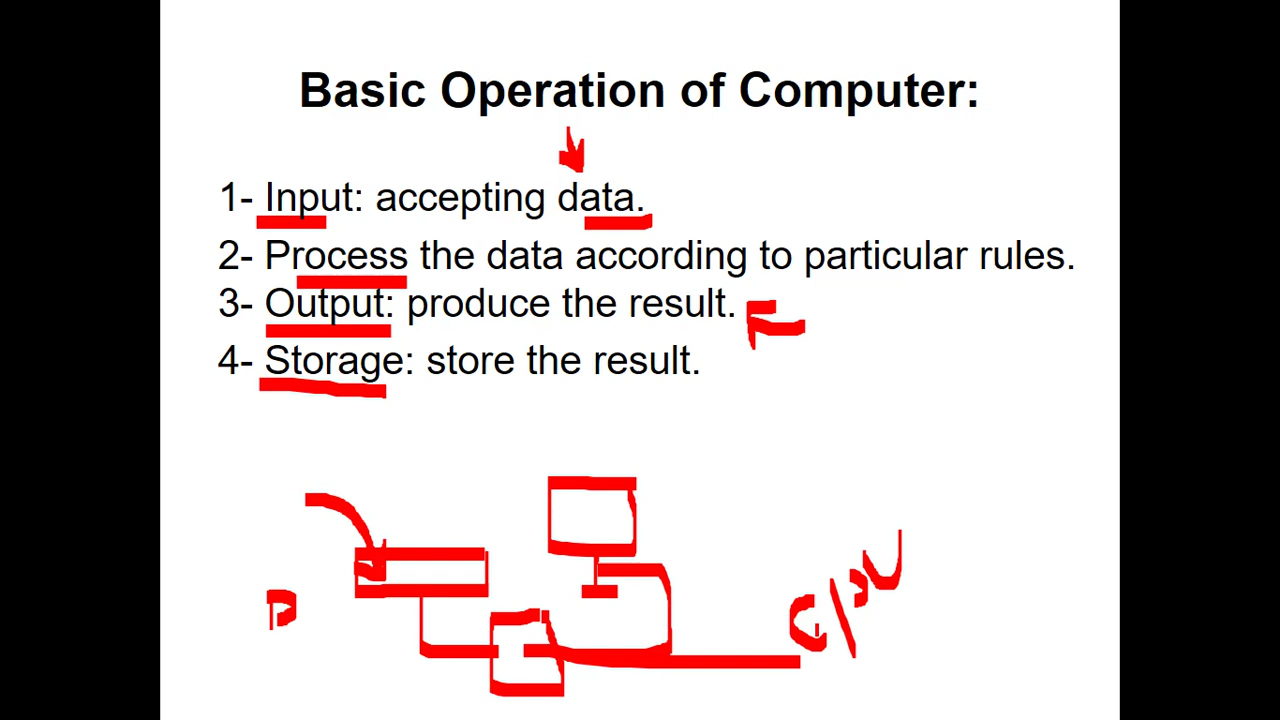 Basic Operation of Computer:
1- Input: accepting data.
2- Process the data according to particular rules.
3- Output: produce the result.
4- Storage: store the result.
P
CPU